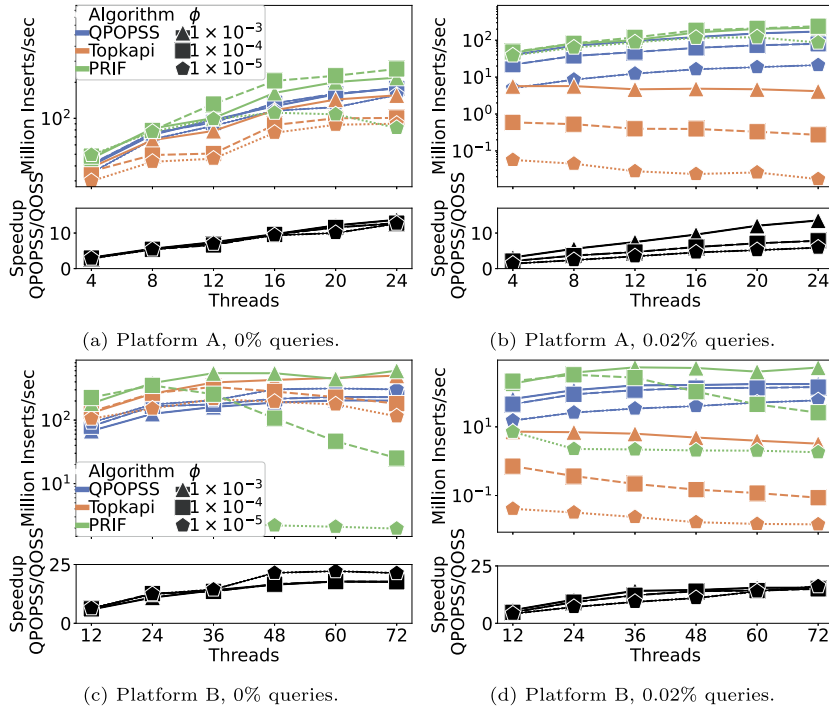 Algorithm ϕ
QPOPSS 1 × 10⁻³
Topkapi 1 × 10⁻⁴
PRIF 1 × 10⁻⁵
Million Inserts/sec
10²
Speedup
QPOPSS/QOSS
10
0
4 8 12 16 20 24
Threads
(a) Platform A, 0% queries.
Million Inserts/sec
10²
10¹
10⁰
10⁻¹
Speedup
QPOPSS/QOSS
10
0
4 8 12 16 20 24
Threads
(b) Platform A, 0.02% queries.
Million Inserts/sec
10²
10¹
Algorithm ϕ
QPOPSS 1 × 10⁻³
Topkapi 1 × 10⁻⁴
PRIF 1 × 10⁻⁵
Speedup
QPOPSS/QOSS
25
0
12 24 36 48 60 72
Threads
(c) Platform B, 0% queries.
Million Inserts/sec
10¹
10⁻¹
Speedup
QPOPSS/QOSS
25
0
12 24 36 48 60 72
Threads
(d) Platform B, 0.02% queries.